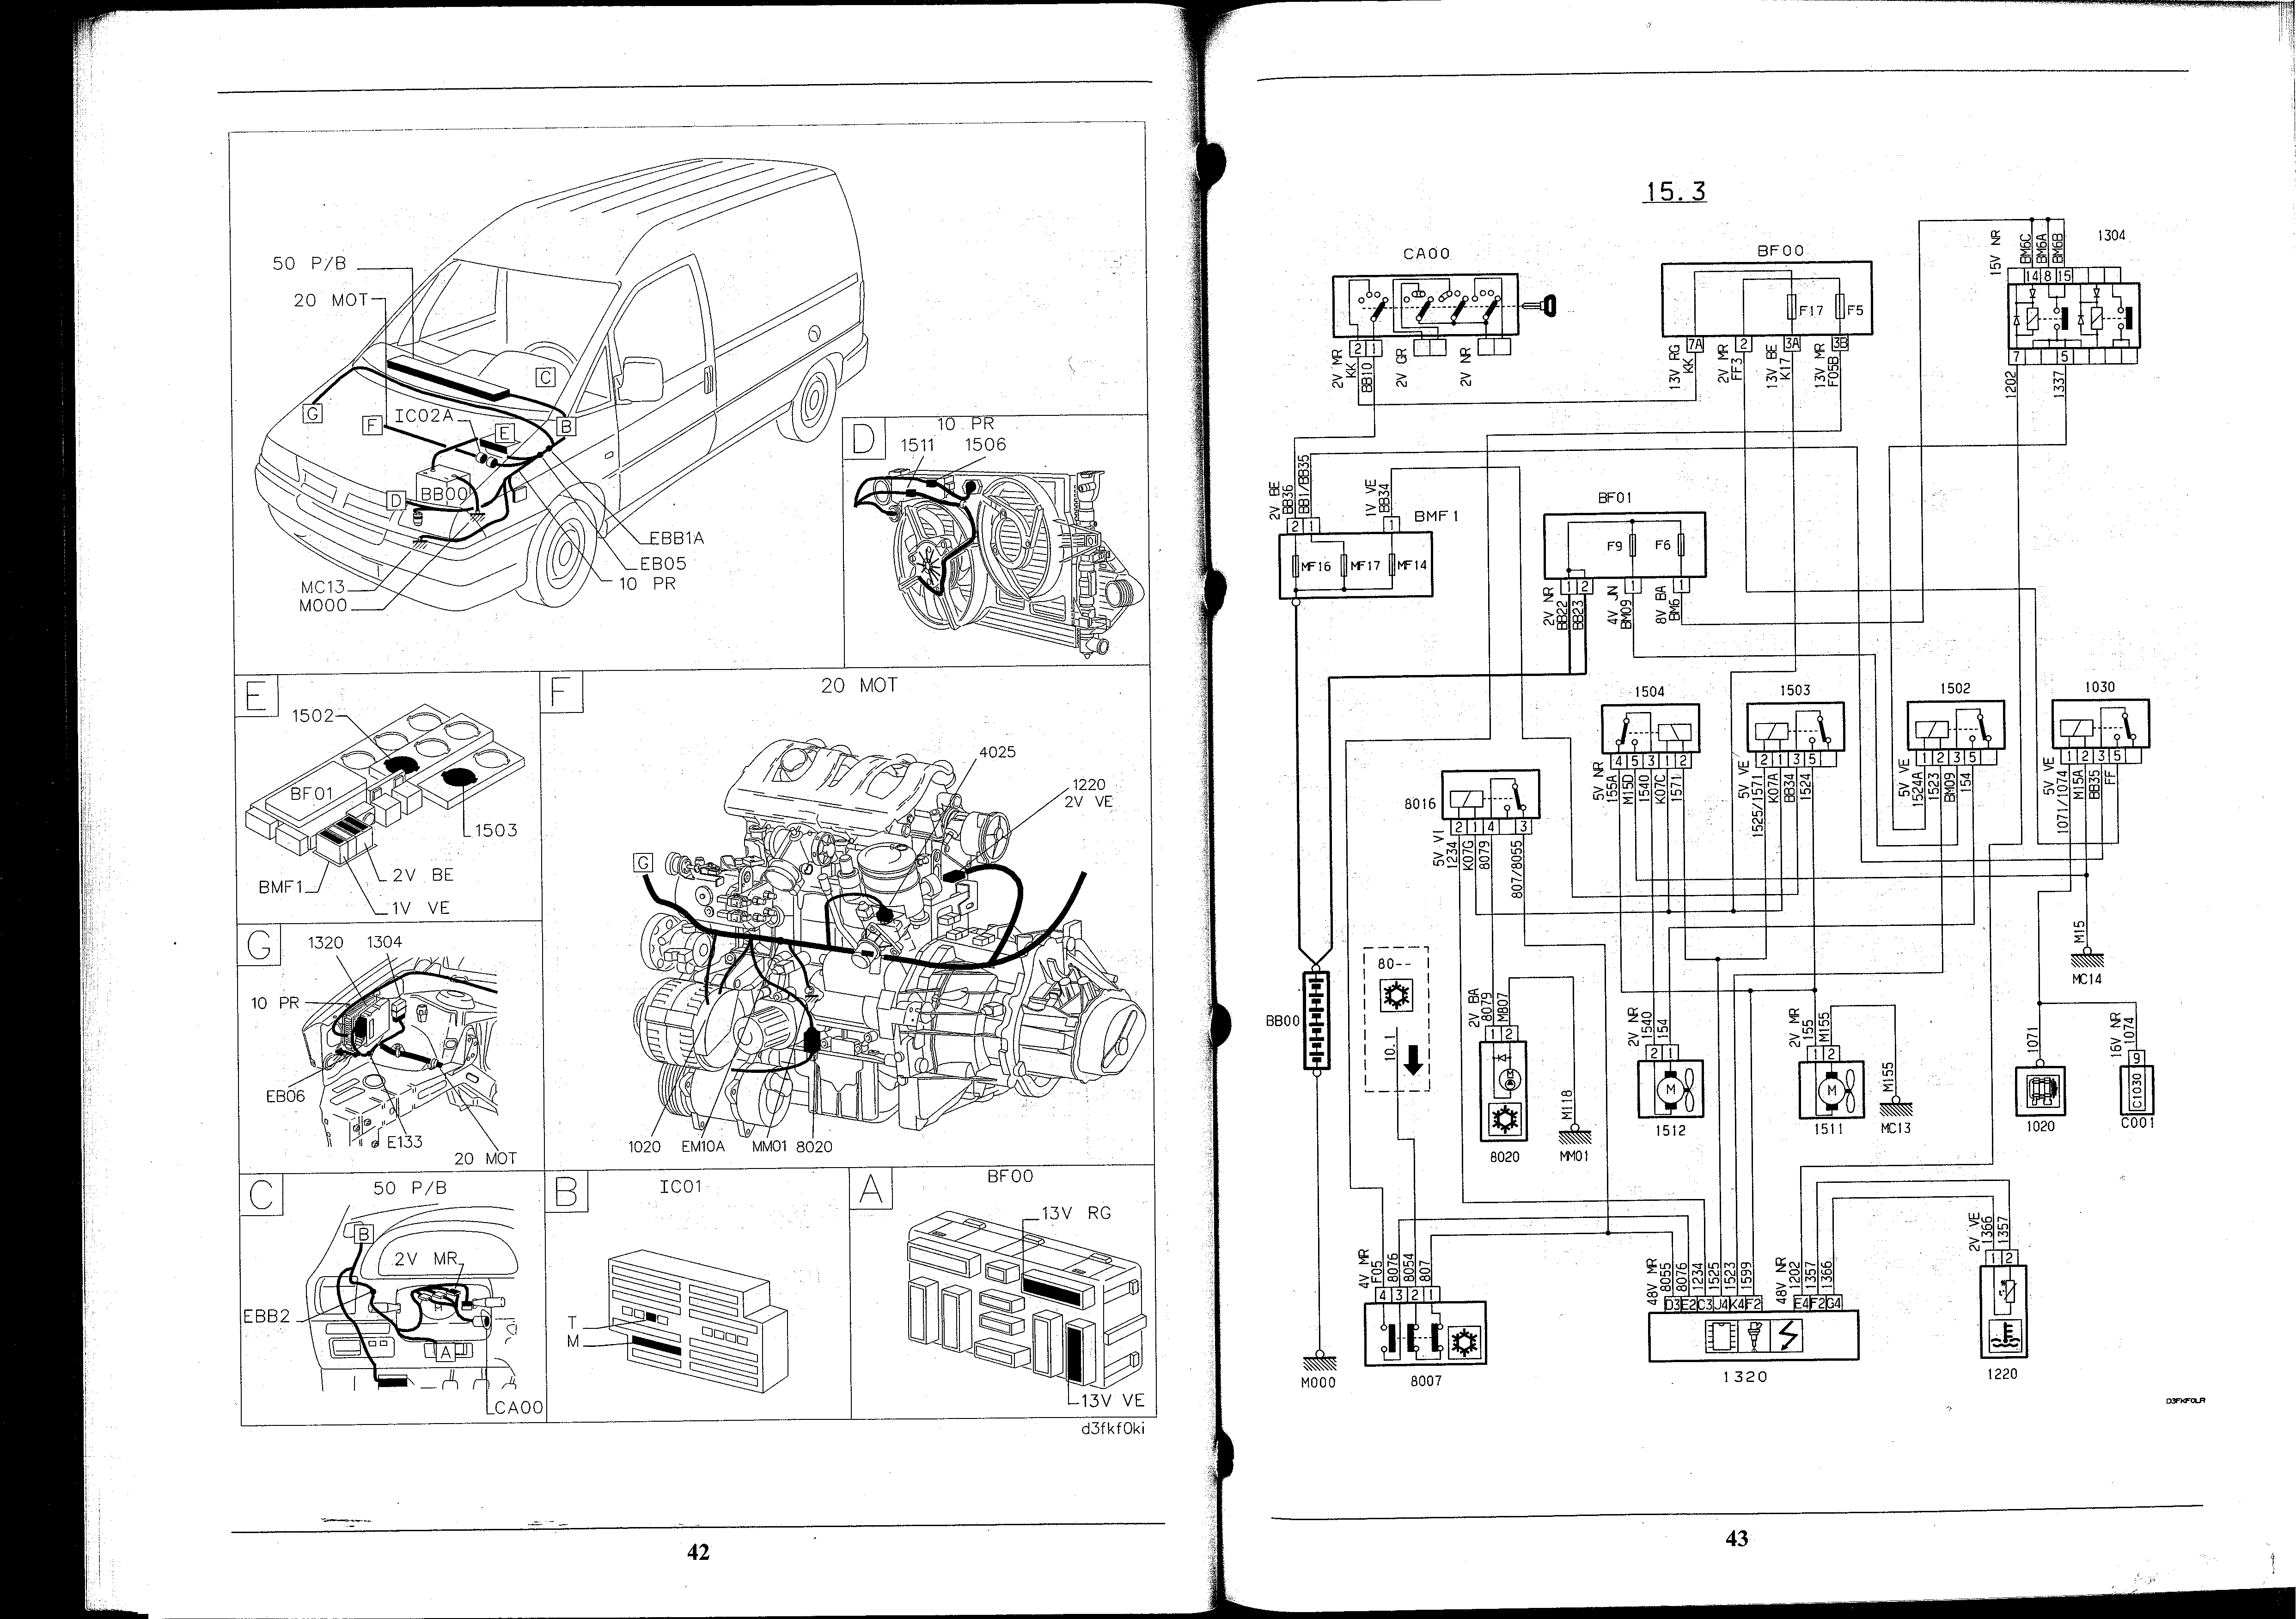 50 P/B
20 MOT
G
F
IC02A
E
C
B
D
BB00
MC13
M000
EBB1A
EB05
10 PR
D
10 PR
1511 1506
E
1502
BF01
1503
BMF1
2V BE
1V VE
F
20 MOT
4025
1220
2V VE
G
1020 EM10A MM01 8020
G
1320 1304
10 PR
EB06
E133
20 MOT
C
50 P/B
B
2V MR
EBB2
A
CA00
B
IC01
T
M
A
BF00
13V RG
13V VE
d3fkf0ki
42
15.3
CA00
2 1
2V MR
KK
BB10
2V GR
2V NR
BF00
F17 F5
7A 2 3A 3B
13V RG
KK
2V MR
FF3
13V BE
K17
13V MR
F05B
1304
15V NR
BM6C
BM6A
BM6B
14 8 15
7 5
1202
1337
2V BE
BB36
BB1/BB35
1V VE
BB34
BMF1
2 1 1
MF16 MF17 MF14
BF01
F9 F6
1 2 1 1
2V NR
BB22
BB23
4V JN
BM09
8V BA
BM6
1504
4 5 3 1 2
5V NR
155A
M15D
1540
K07C
1571
1503
2 1 3 5
5V VE
1525/1571
K07A
BB34
1524
1502
1 2 3 5
5V VE
1524A
1523
BM09
154
1030
1 2 3 5
5V VE
1071/1074
M15A
BB35
FF
8016
2 1 4 3
5V VI
1234
K07G
8079
807/8055
M15
MC14
BB00
80--
10.1
2V BA
8079
M807
1 2
8020
M118
MM01
2V NR
1540
154
2 1
M
1512
2V MR
155
M155
1 2
M
1511
M155
MC13
1071
1020
15V NR
1074
9
C1030
C001
M000
4V MR
F05
8076
8054
807
4 3 2 1
8007
48V MR
8055
8076
1234
1525
1523
1599
48V NR
1202
1357
1366
D3 E2 C3 J4 K4 F2 E4 F2 G4
1320
2V VE
1366
1357
1 2
1220
D3FKF0LR
43